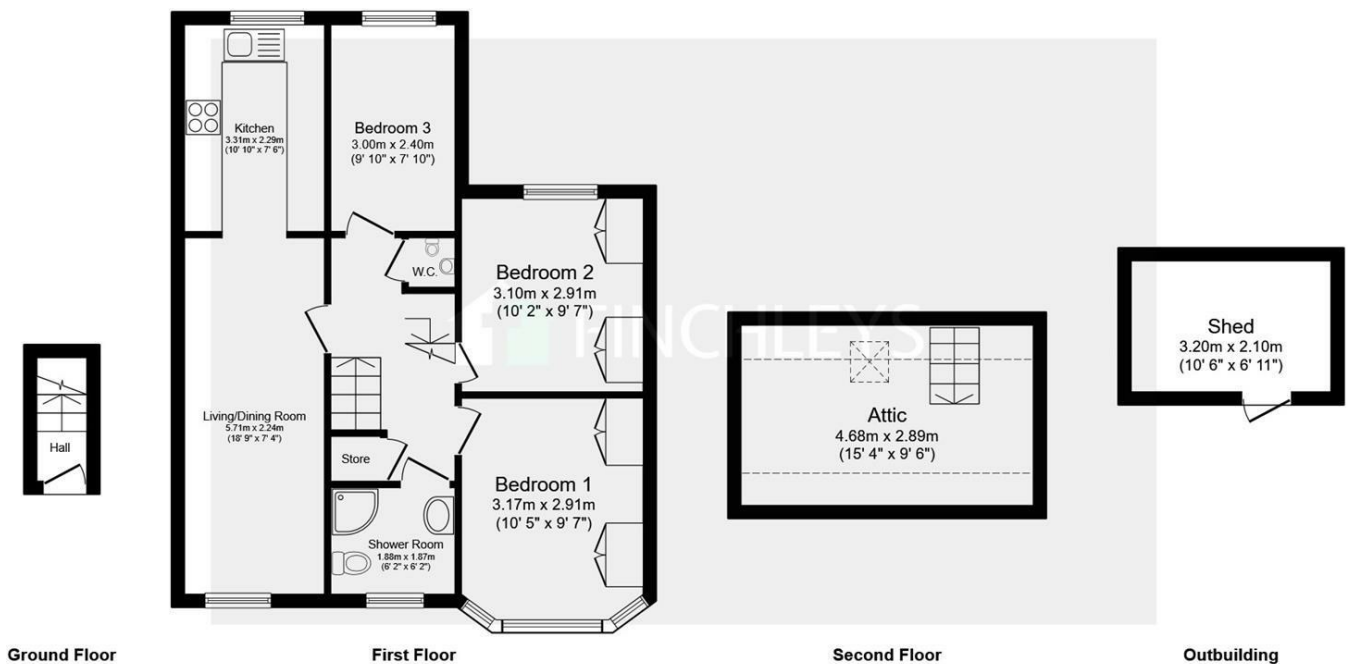 Kitchen
3.31m x 2.29m
(10' 10" x 7' 6")
Bedroom 3
3.00m x 2.40m
(9' 10" x 7' 10")
W.C.
Bedroom 2
3.10m x 2.91m
(10' 2" x 9' 7")
FINCHLEYS
Shed
3.20m x 2.10m
(10' 6" x 6' 11")
Hall
Living/Dining Room
5.71m x 2.24m
(18' 9" x 7' 4")
Store
Attic
4.68m x 2.89m
(15' 4" x 9' 6")
Bedroom 1
3.17m x 2.91m
(10' 5" x 9' 7")
Shower Room
1.88m x 1.87m
(6' 2" x 6' 2")
Ground Floor
First Floor
Second Floor
Outbuilding